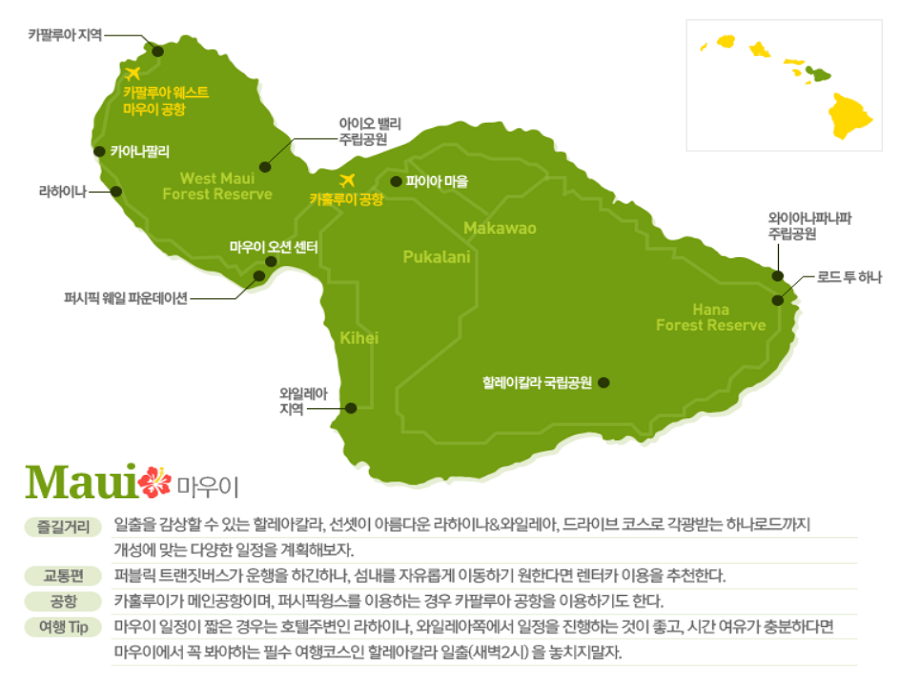 카팔루아 지역
카팔루아 웨스트
마우이 공항
아이오 밸리
주립공원
카아나팔리
West Maui
Forest Reserve
라하이나
카훌루이 공항
파이아 마을
Makawao
Pukalani
와이아나파나파
주립공원
로드 투 하나
마우이 오션 센터
퍼시픽 웨일 파운데이션
Hana
Forest Reserve
Kihei
할레이칼라 국립공원
와일레아
지역
Maui 마우이
즐길거리 일출을 감상할 수 있는 할레아칼라, 선셋이 아름다운 라하이나&와일레아, 드라이브 코스로 각광받는 하나로드까지
개성에 맞는 다양한 일정을 계획해보자.
교통편 퍼블릭 트랜짓버스가 운행을 하긴하나, 섬내를 자유롭게 이동하기 원한다면 렌터카 이용을 추천한다.
공항 카훌루이가 메인공항이며, 퍼시픽윙스를 이용하는 경우 카팔루아 공항을 이용하기도 한다.
여행 Tip 마우이 일정이 짧은 경우는 호텔주변인 라하이나, 와일레아쪽에서 일정을 진행하는 것이 좋고, 시간 여유가 충분하다면
마우이에서 꼭 봐야하는 필수 여행코스인 할레아칼라 일출(새벽2시) 을 놓치지말자.